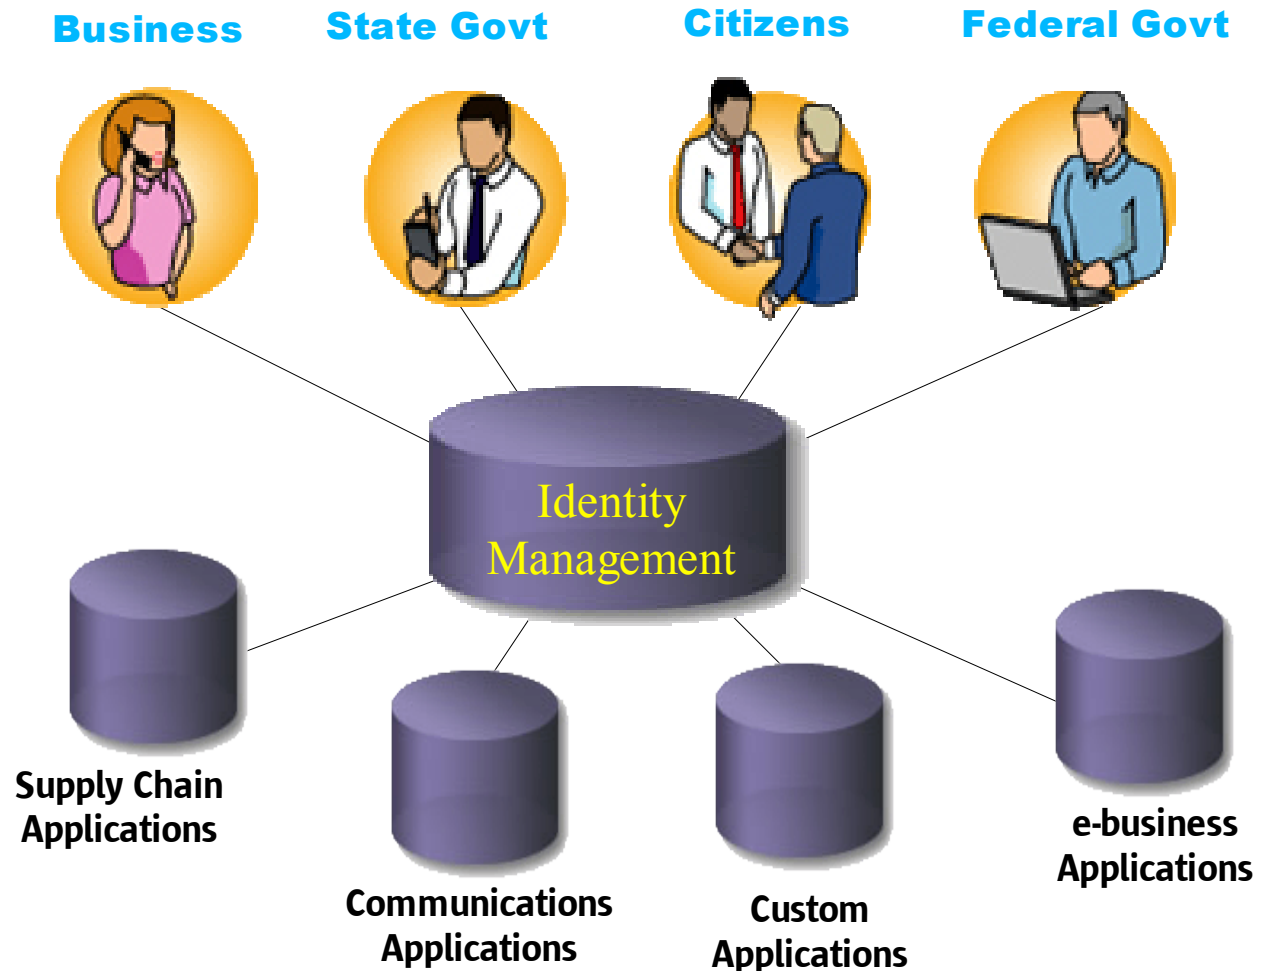 Business
State Govt
Citizens
Federal Govt
Identity
Management
Supply Chain
Applications
Communications
Applications
Custom
Applications
e-business
Applications